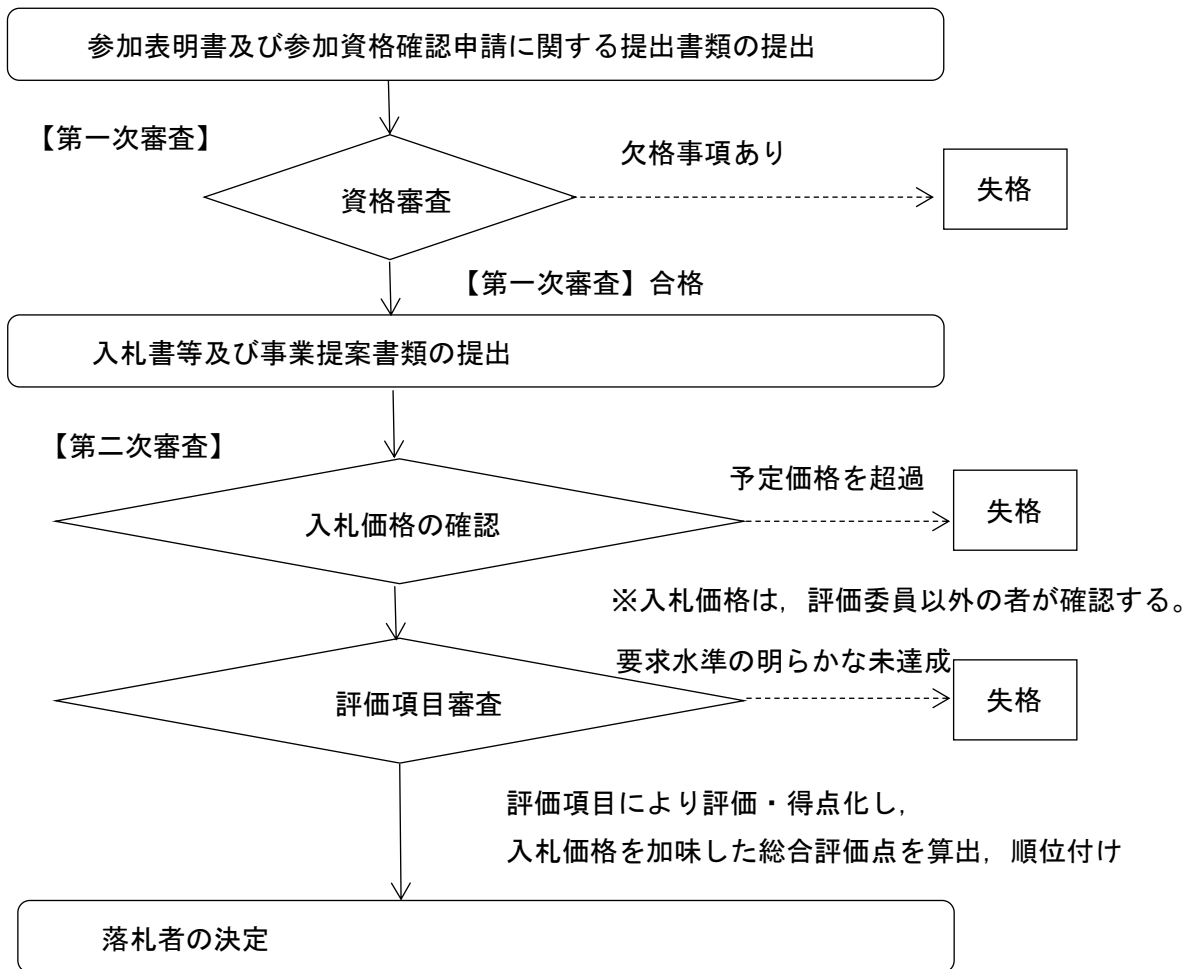 参加表明書及び参加資格確認申請に関する提出書類の提出
【第一次審査】
欠格事項あり
資格審査
失格
【第一次審査】合格
入札書等及び事業提案書類の提出
【第二次審査】
予定価格を超過
入札価格の確認
失格
※入札価格は，評価委員以外の者が確認する。
要求水準の明らかな未達成
評価項目審査
失格
評価項目により評価・得点化し，
入札価格を加味した総合評価点を算出，順位付け
落札者の決定